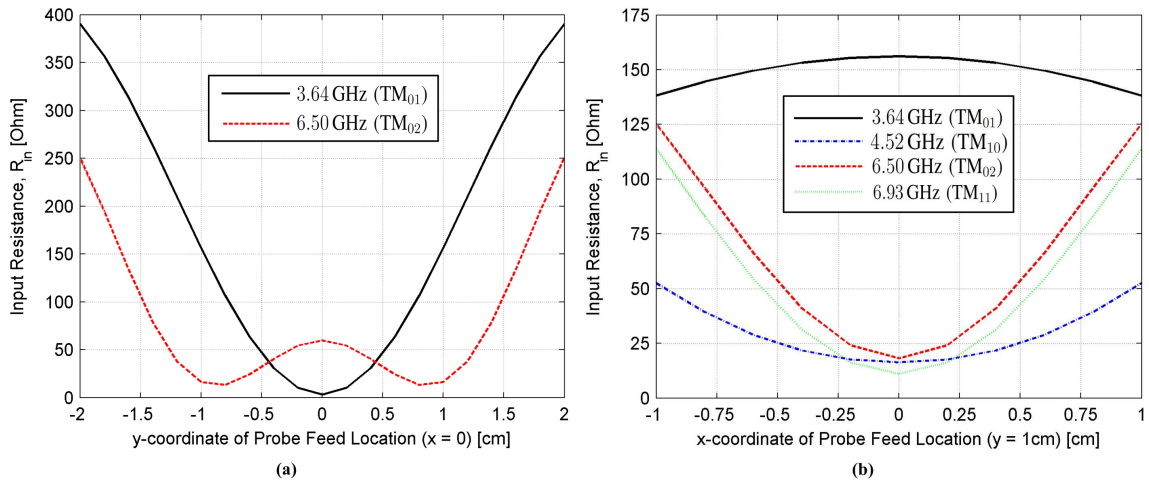 400
350
300
250
200
150
100
50
0
Input Resistance, R_in [Ohm]
3.64 GHz (TM₀₁)
6.50 GHz (TM₀₂)
-2 -1.5 -1 -0.5 0 0.5 1 1.5 2
y-coordinate of Probe Feed Location (x = 0) [cm]
(a)
175
150
125
100
75
50
25
0
Input Resistance, R_in [Ohm]
3.64 GHz (TM₀₁)
4.52 GHz (TM₁₀)
6.50 GHz (TM₀₂)
6.93 GHz (TM₁₁)
-1 -0.75 -0.5 -0.25 0 0.25 0.5 0.75 1
x-coordinate of Probe Feed Location (y = 1cm) [cm]
(b)